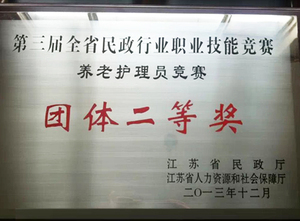 第三届全省民政行业职业技能竞赛
养老护理员竞赛
团体二等奖
江苏省民政厅
江苏省人力资源和社会保障厅
二〇一三年十二月